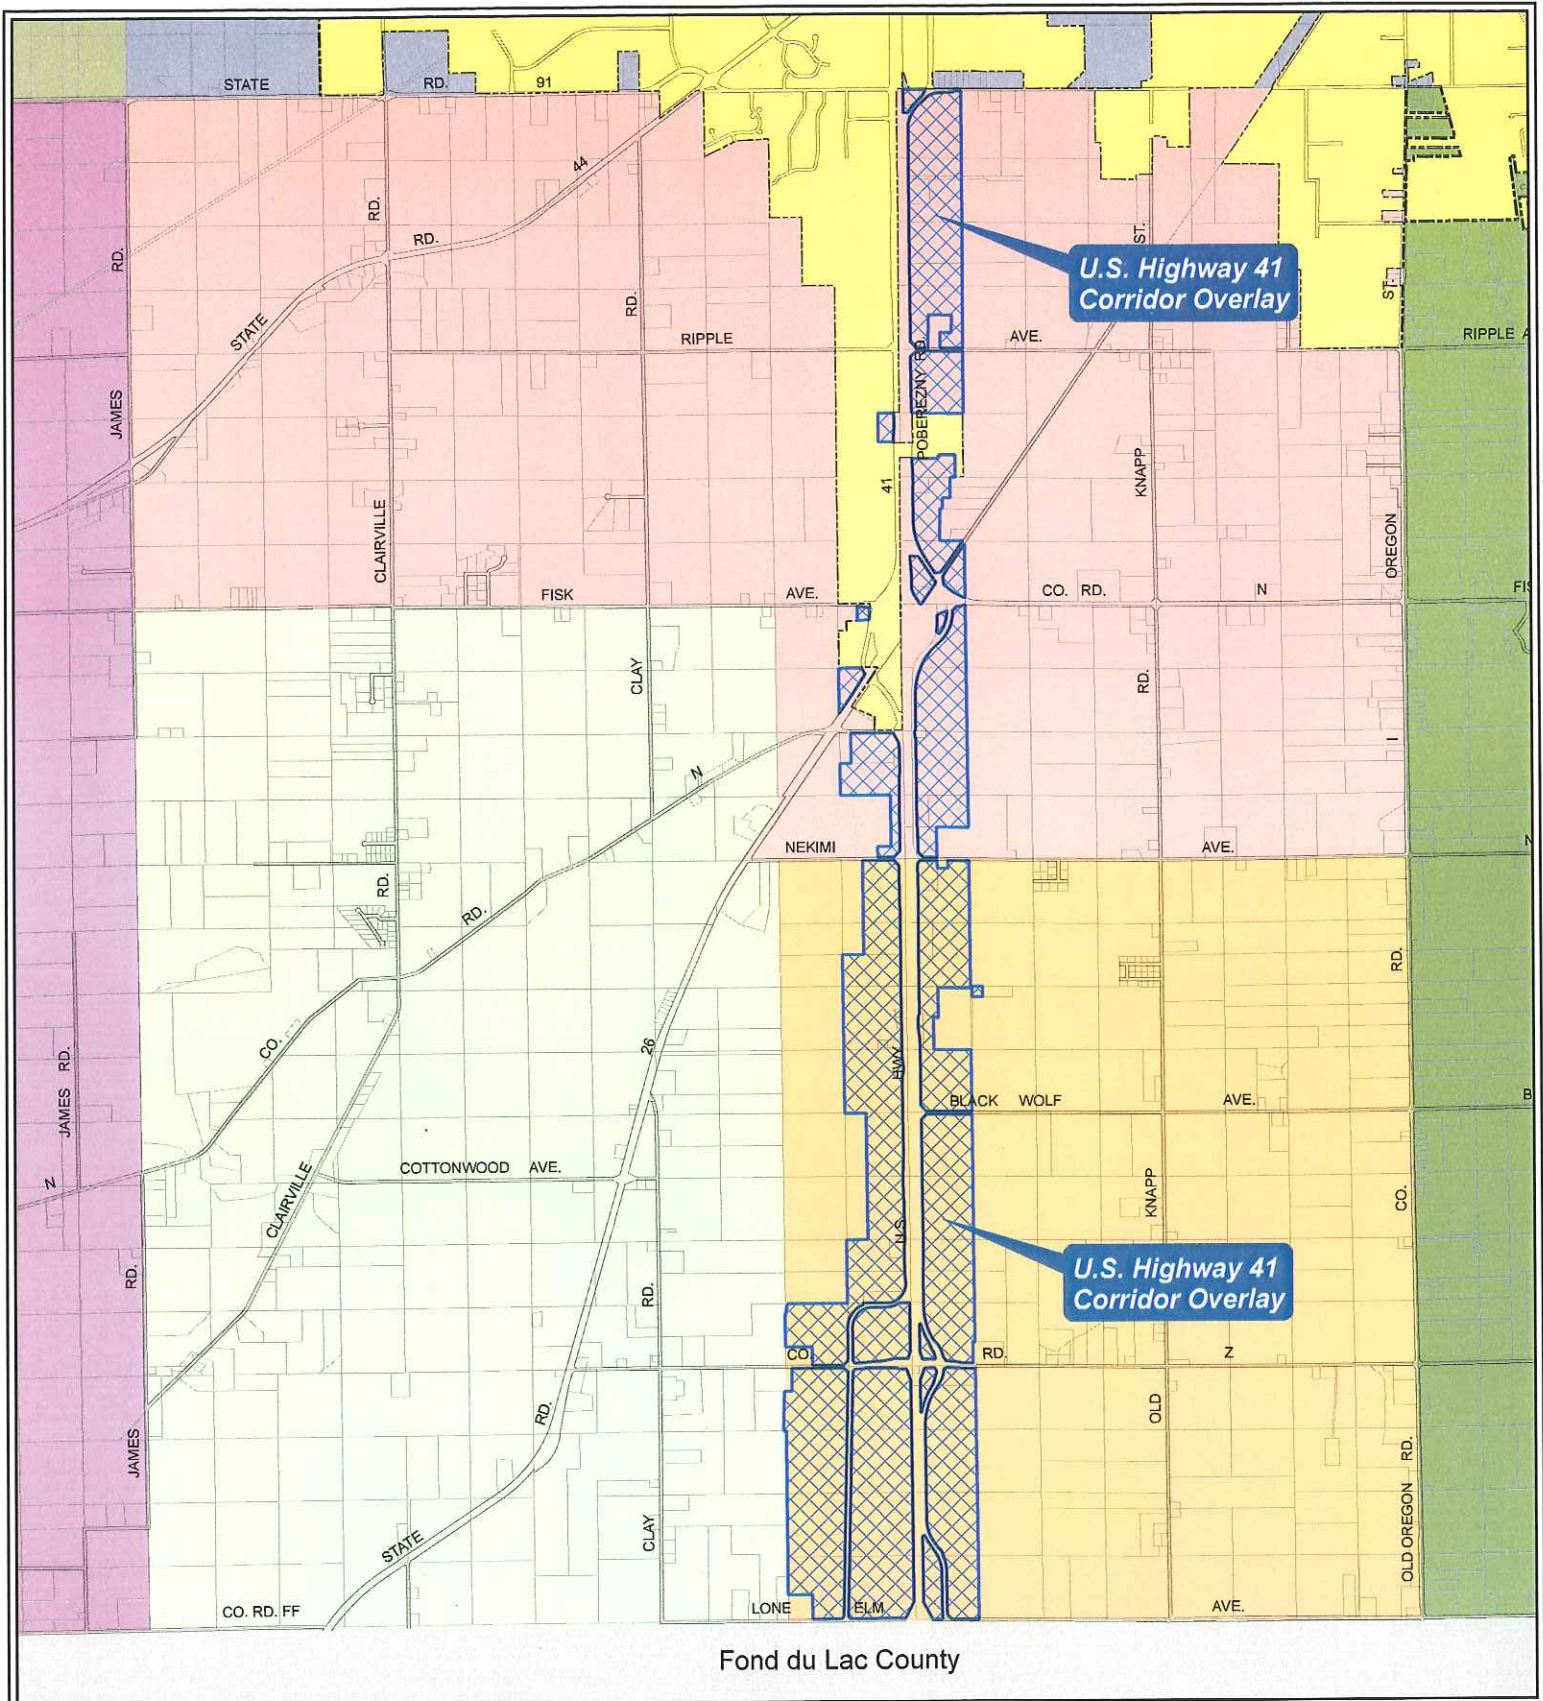 STATE RD. 91
44
RD.
RD.
RD.
ST.
U.S. Highway 41
Corridor Overlay
ST.
STATE
RD.
RIPPLE
POBEREZNY RD.
AVE.
RIPPLE A
JAMES
41
KNAPP
CLAIRVILLE
OREGON
FISK
AVE.
CO. RD. N
FIS
CLAY
RD.
I
N
NEKIMI
AVE.
N
RD.
RD.
RD.
CO.
26
JAMES RD.
HWY
BLACK WOLF
AVE.
B
COTTONWOOD AVE.
N
CLAIRVILLE
KNAPP
CO.
U.S.
U.S. Highway 41
Corridor Overlay
RD.
RD.
CO.
RD.
Z
RD.
OLD
JAMES
RD.
OLD OREGON
CLAY
STATE
CO. RD. FF
LONE
ELM
AVE.
Fond du Lac County